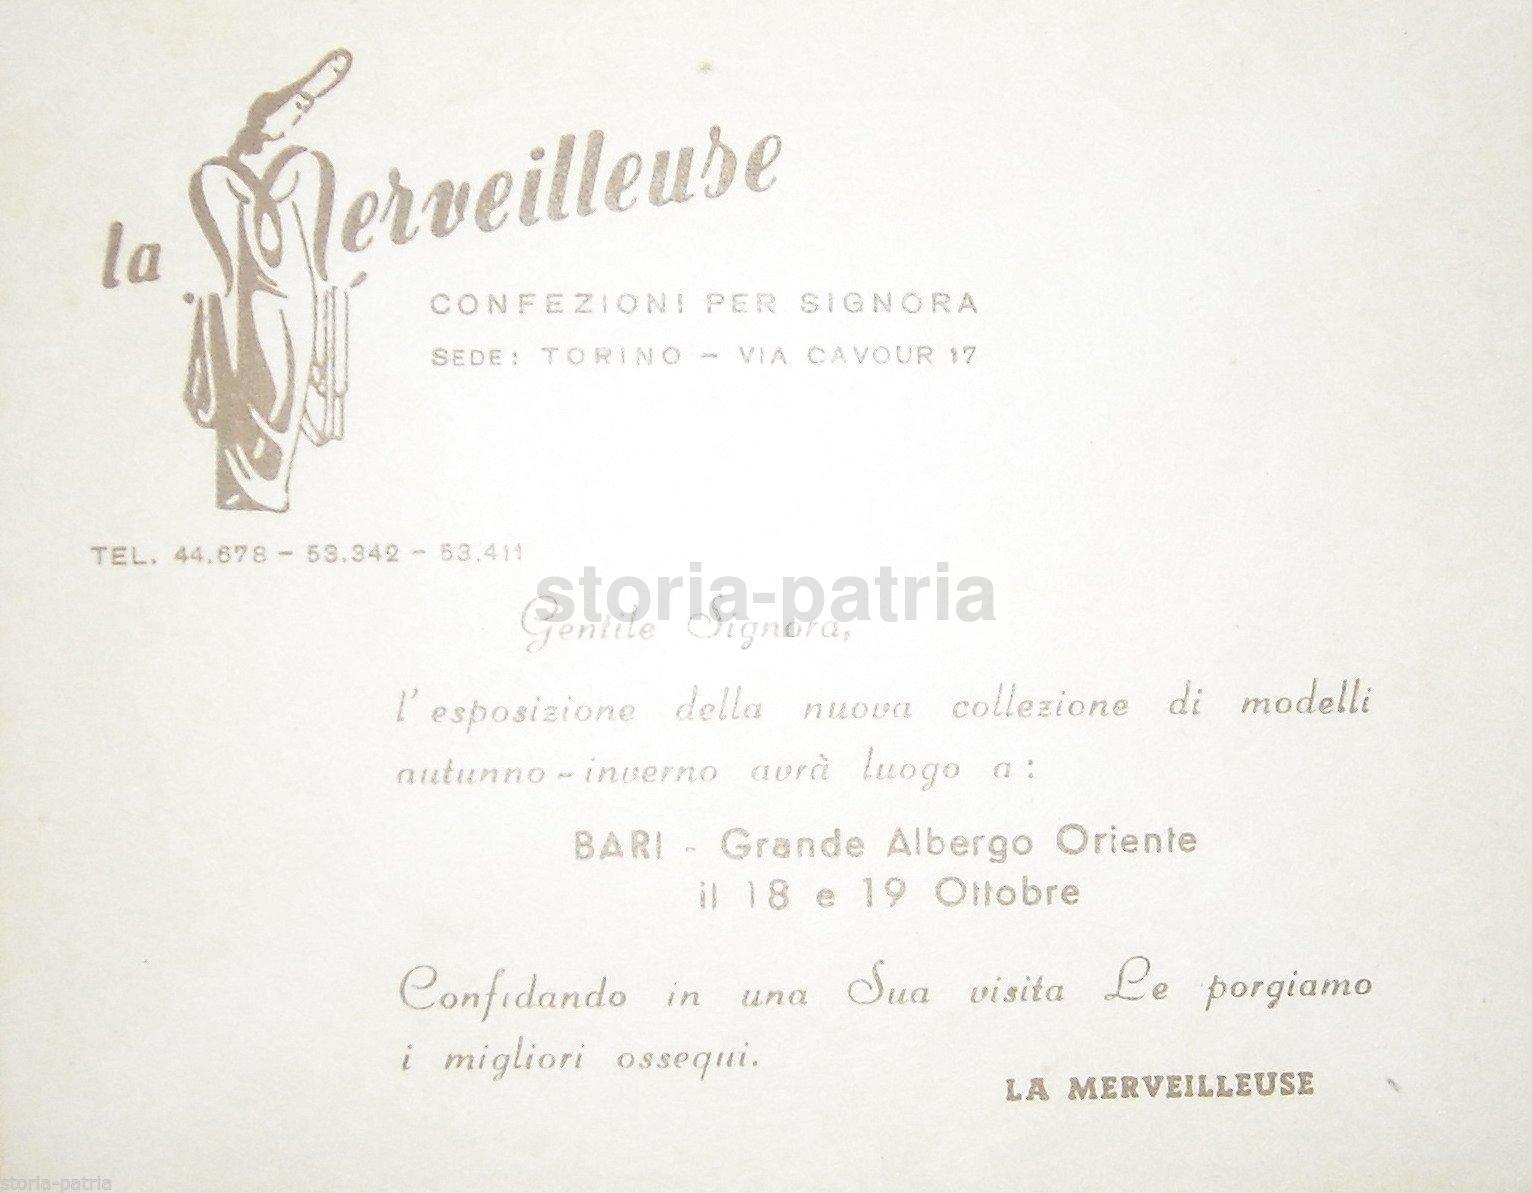 la Merveilleuse
CONFEZIONI PER SIGNORA
SEDE: TORINO - VIA CAVOUR 17
TEL. 44.678 - 53.342 - 53.411
storia-patria
Gentile Signora,
l'esposizione della nuova collezione di modelli
autunno-inverno avrà luogo a:
BARI - Grande Albergo Oriente
il 18 e 19 Ottobre
Confidando in una Sua visita Le porgiamo
i migliori ossequi.
LA MERVEILLEUSE
storia-patria